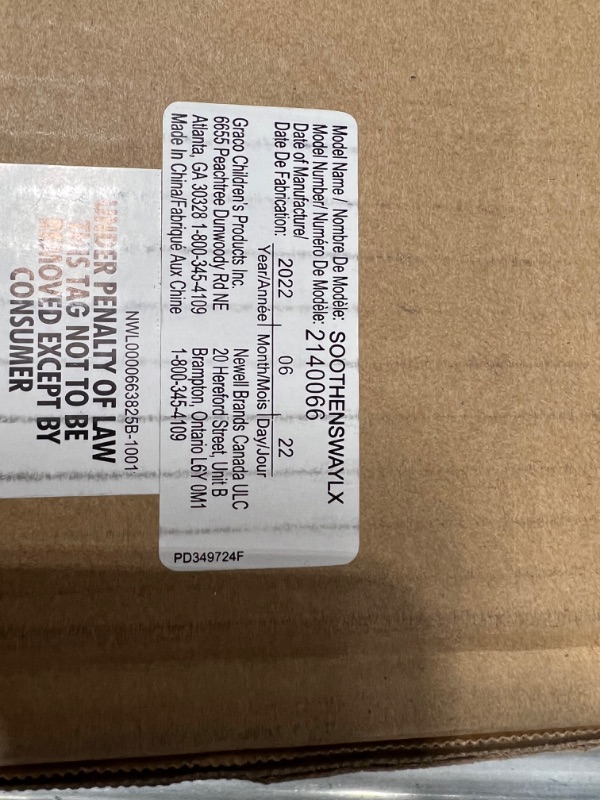 Model Name / Nombre De Modèle: SOOTHENSWAYLX
Model Number/ Numéro De Modèle: 2140066
Date of Manufacture/
Date De Fabrication: 2022 06 22
Year/Année Month/Mois Day/Jour
Graco Children's Products Inc.
6655 Peachtree Dunwoody Rd NE
Atlanta, GA 30328 1-800-345-4109
Made In China/Fabriqué Aux Chine
Newell Brands Canada ULC
20 Hereford Street, Unit B
Brampton, Ontario L6Y 0M1
1-800-345-4109
PD349724F
NWL0000663825B-1001
UNDER PENALTY OF LAW
THIS TAG NOT TO BE
REMOVED EXCEPT BY
CONSUMER